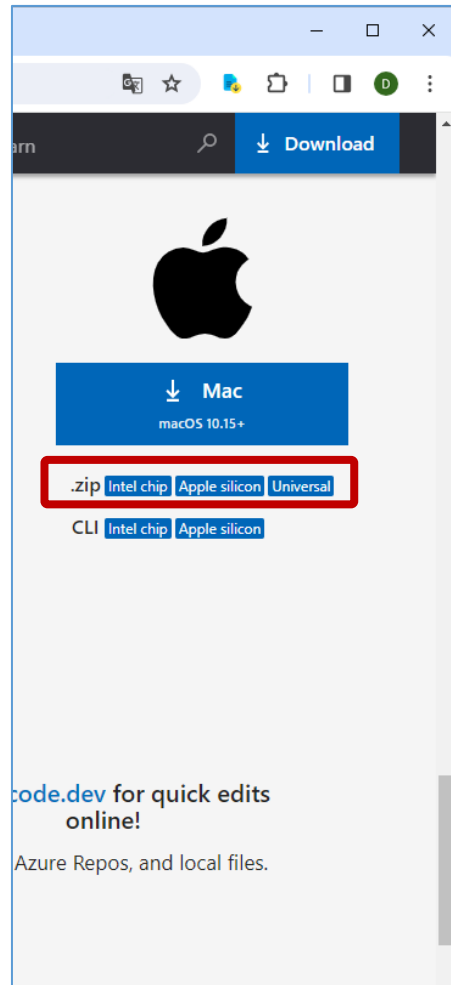 D
arn
Download
Mac
macOS 10.15+
.zip Intel chip Apple silicon Universal
CLI Intel chip Apple silicon
code.dev for quick edits
online!
Azure Repos, and local files.